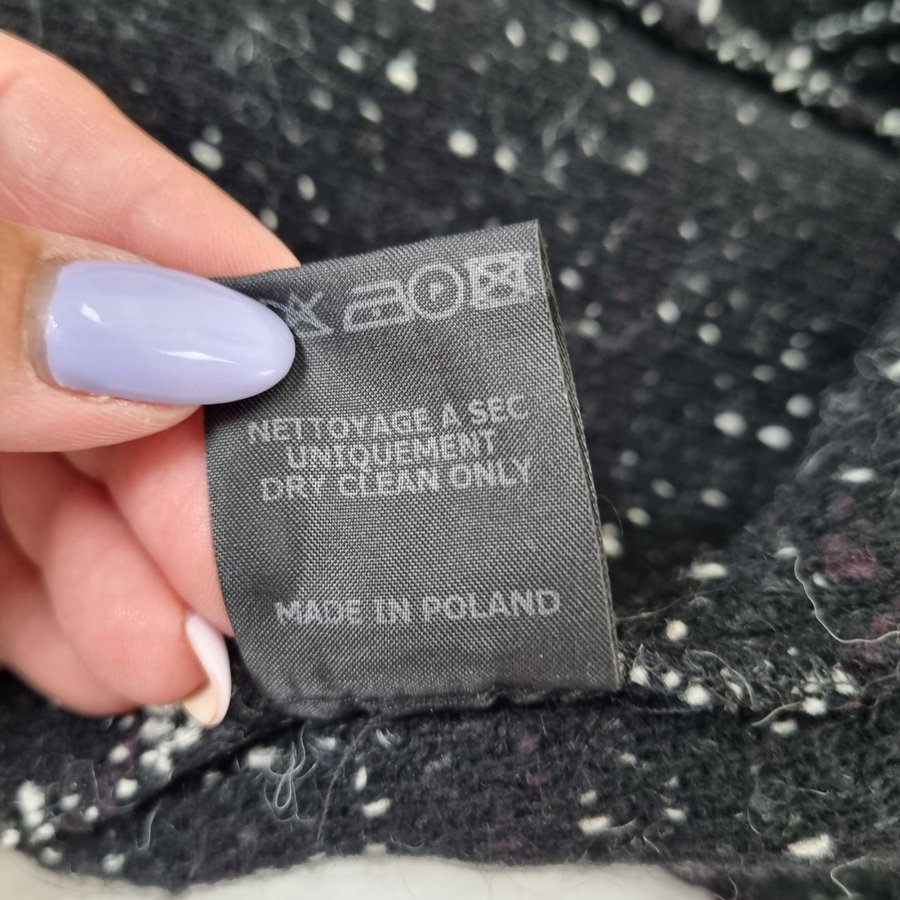 NETTOYAGE A SEC
UNIQUEMENT
DRY CLEAN ONLY
MADE IN POLAND